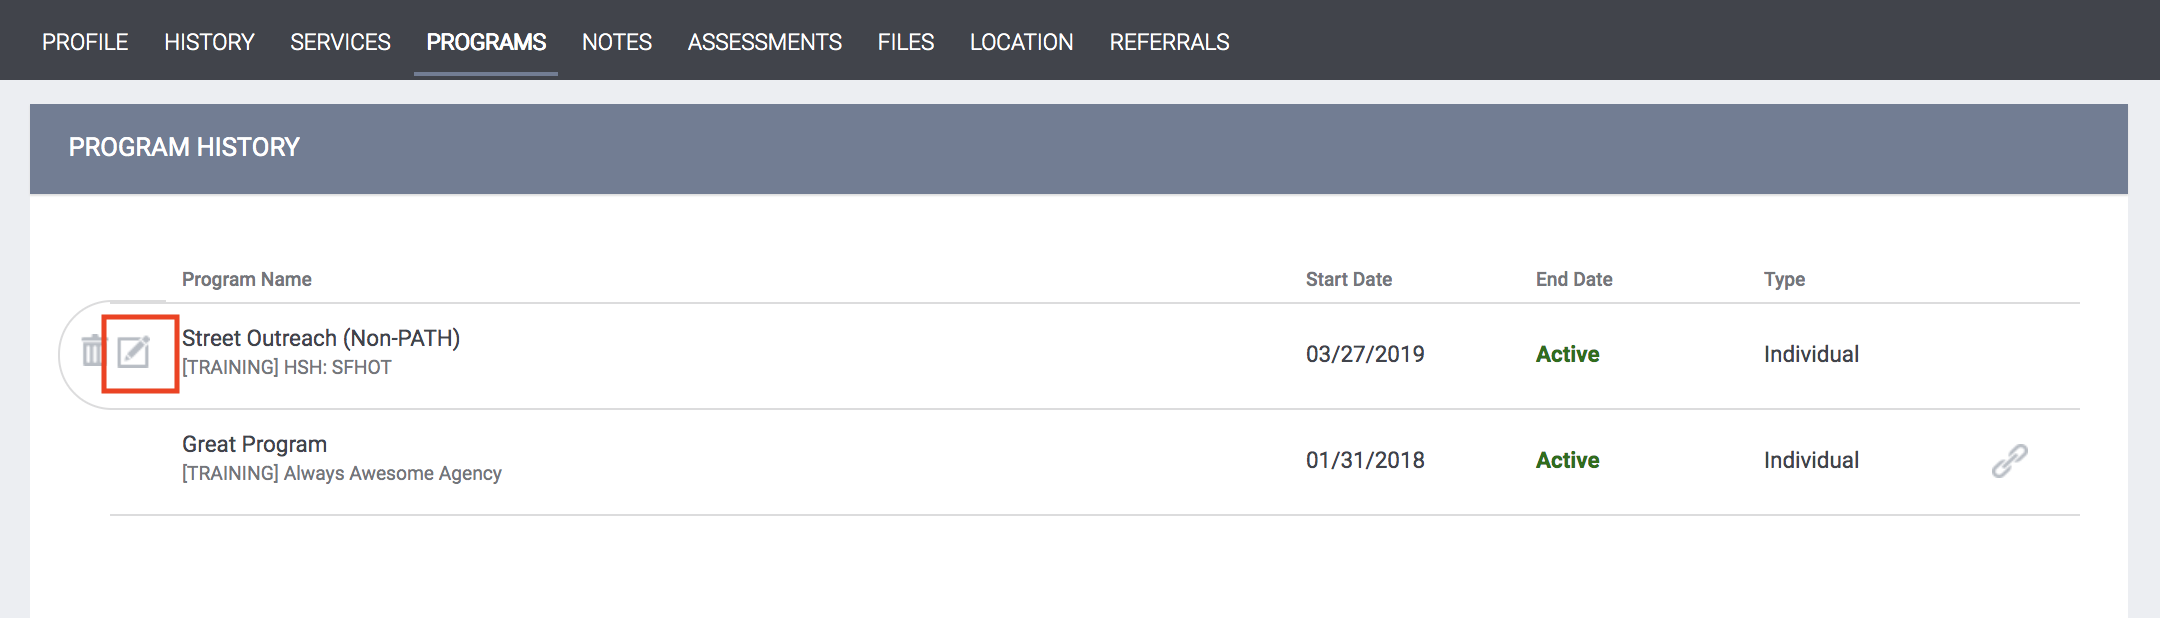 PROFILE HISTORY SERVICES PROGRAMS NOTES ASSESSMENTS FILES LOCATION REFERRALS
PROGRAM HISTORY
Program Name Start Date End Date Type
Street Outreach (Non-PATH) 03/27/2019 Active Individual
[TRAINING] HSH: SFHOT
Great Program 01/31/2018 Active Individual
[TRAINING] Always Awesome Agency